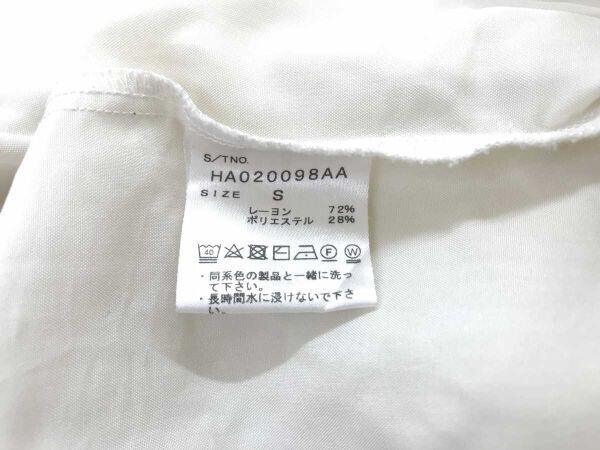 S/TNO.
HA020098AA
SIZE S
レーヨン 72%
ポリエステル 28%
40 F W
・同系色の製品と一緒に洗っ
て下さい。
・長時間水に浸けないで下さ
い。